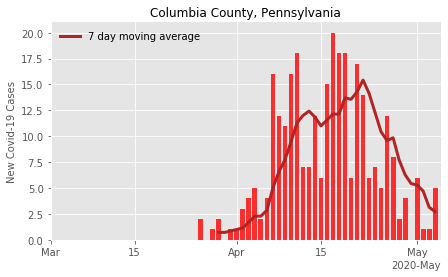 Columbia County, Pennsylvania
7 day moving average
New Covid-19 Cases
20.0
17.5
15.0
12.5
10.0
7.5
5.0
2.5
0.0
Mar
15
Apr
15
May
2020-May